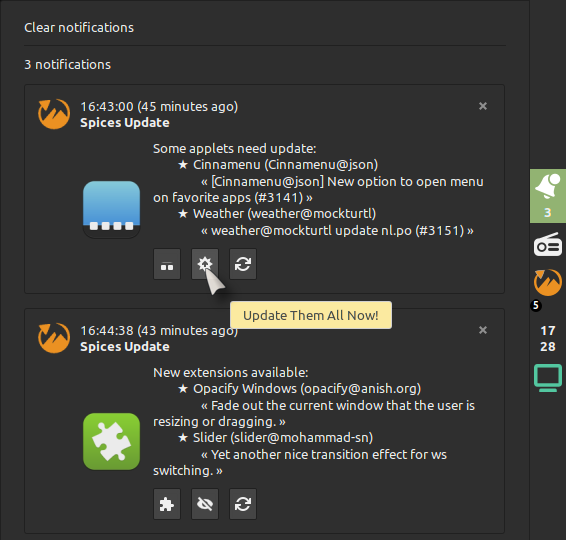 Clear notifications
3 notifications
16:43:00 (45 minutes ago)
Spices Update
Some applets need update:
★ Cinnamenu (Cinnamenu@json)
« [Cinnamenu@json] New option to open menu
on favorite apps (#3141) »
★ Weather (weather@mockturtl)
« weather@mockturtl update nl.po (#3151) »
Update Them All Now!
16:44:38 (43 minutes ago)
Spices Update
New extensions available:
★ Opacify Windows (opacify@anish.org)
« Fade out the current window that the user is
resizing or dragging. »
★ Slider (slider@mohammad-sn)
« Yet another nice transition effect for ws
switching. »
3
5
17
28